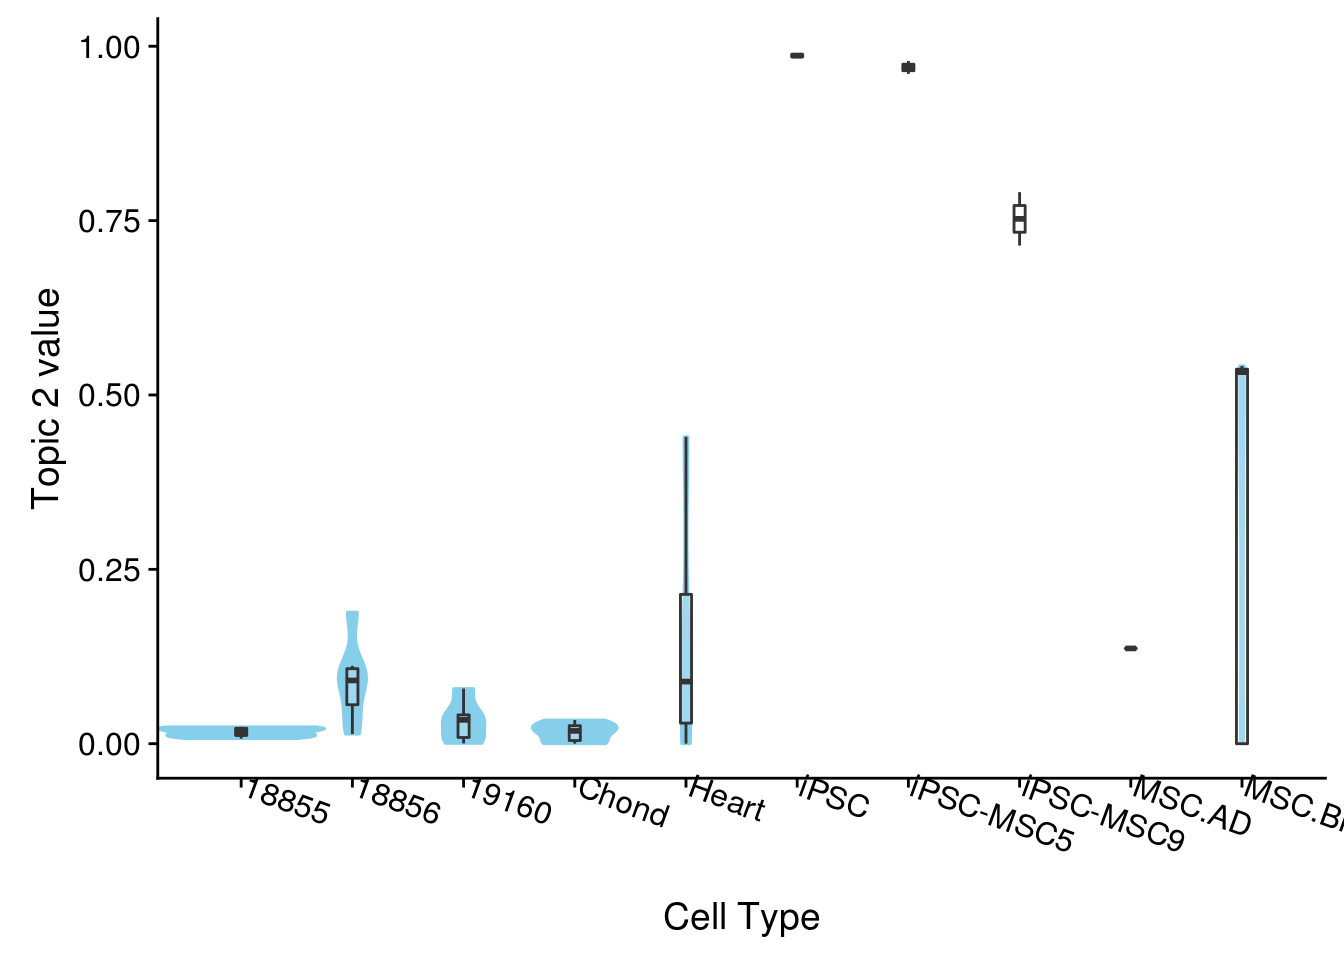 1.00
0.75
0.50
0.25
0.00
Topic 2 value
18855
18856
19160
Chond
Heart
iPSC
iPSC-MSC5
iPSC-MSC9
MSC.AD
Cell Type